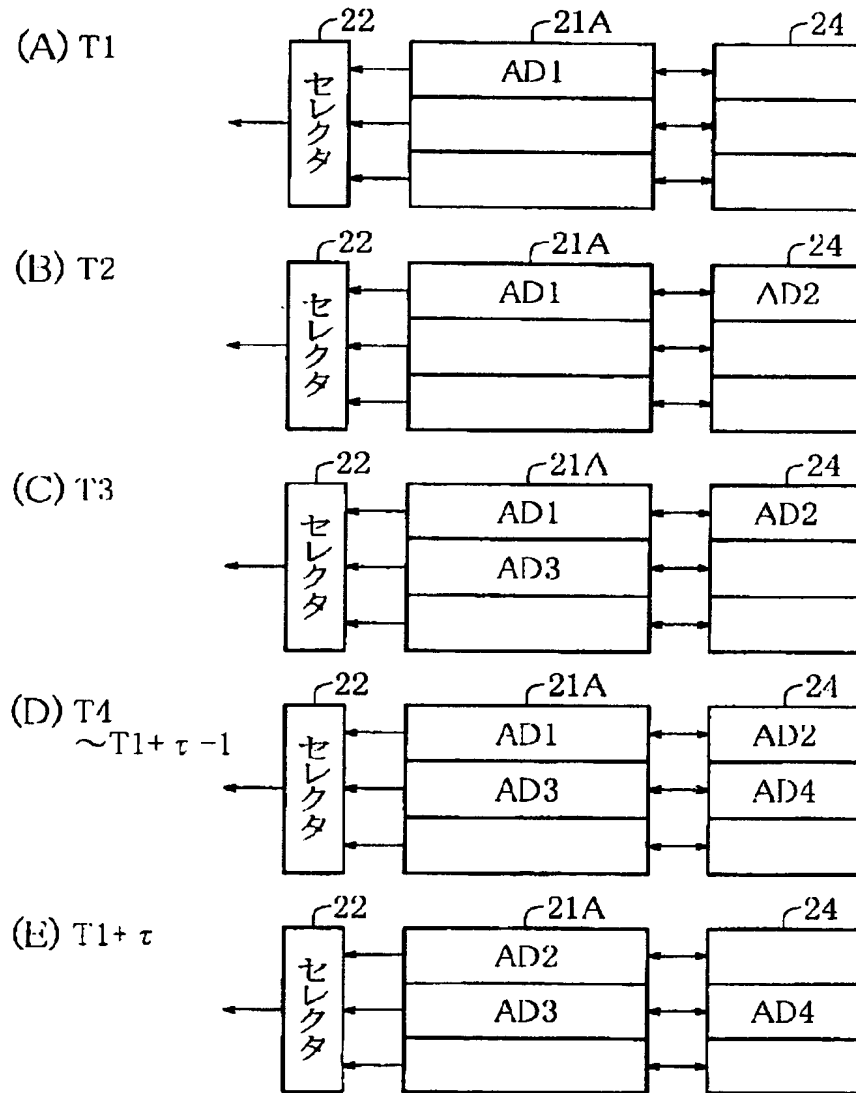 (A) T1
22
21A
24
セレクタ
AD1
(B) T2
22
21A
24
セレクタ
AD1
AD2
(C) T3
22
21A
24
セレクタ
AD1
AD2
AD3
(D) T4
~T1+τ-1
22
21A
24
セレクタ
AD1
AD2
AD3
AD4
(E) T1+τ
22
21A
24
セレクタ
AD2
AD3
AD4